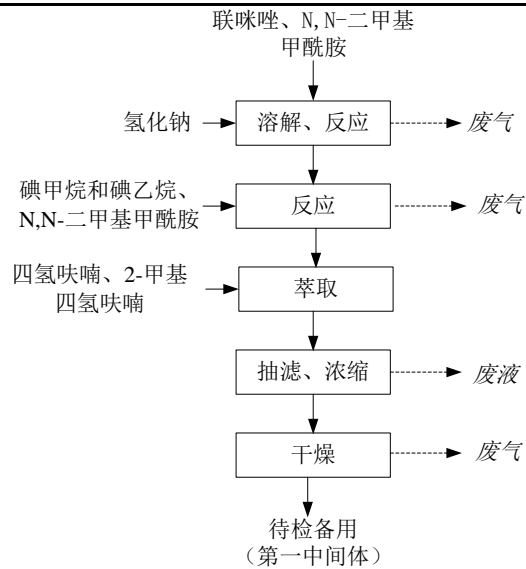 联咪唑、N,N-二甲基
甲酰胺
氢化钠
溶解、反应
废气
碘甲烷和碘乙烷、
N,N-二甲基甲酰胺
反应
废气
四氢呋喃、2-甲基
四氢呋喃
萃取
抽滤、浓缩
废液
干燥
废气
待检备用
（第一中间体）